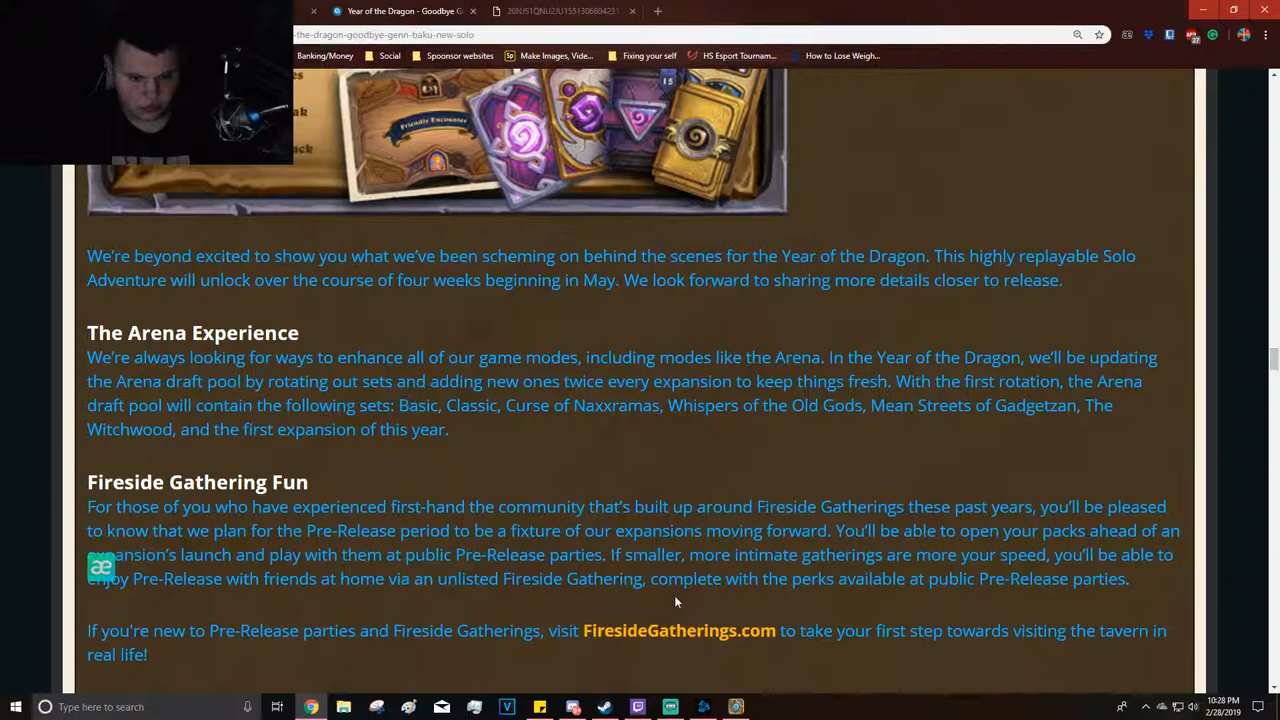 Year of the Dragon - Goodbye G
20NJS1QNU2JU1551306604231
-the-dragon-goodbye-genn-baku-new-solo
Banking/Money Social Spoonsor websites Make Images, Vide... Fixing your self HS Esport Tournam... How to Lose Weigh...
Friendly Encounter
15
We're beyond excited to show you what we've been scheming on behind the scenes for the Year of the Dragon. This highly replayable Solo
Adventure will unlock over the course of four weeks beginning in May. We look forward to sharing more details closer to release.
The Arena Experience
We're always looking for ways to enhance all of our game modes, including modes like the Arena. In the Year of the Dragon, we'll be updating
the Arena draft pool by rotating out sets and adding new ones twice every expansion to keep things fresh. With the first rotation, the Arena
draft pool will contain the following sets: Basic, Classic, Curse of Naxxramas, Whispers of the Old Gods, Mean Streets of Gadgetzan, The
Witchwood, and the first expansion of this year.
Fireside Gathering Fun
For those of you who have experienced first-hand the community that's built up around Fireside Gatherings these past years, you'll be pleased
to know that we plan for the Pre-Release period to be a fixture of our expansions moving forward. You'll be able to open your packs ahead of an
expansion's launch and play with them at public Pre-Release parties. If smaller, more intimate gatherings are more your speed, you'll be able to
enjoy Pre-Release with friends at home via an unlisted Fireside Gathering, complete with the perks available at public Pre-Release parties.
If you're new to Pre-Release parties and Fireside Gatherings, visit FiresideGatherings.com to take your first step towards visiting the tavern in
real life!
Type here to search
10:28 PM
2/28/2019